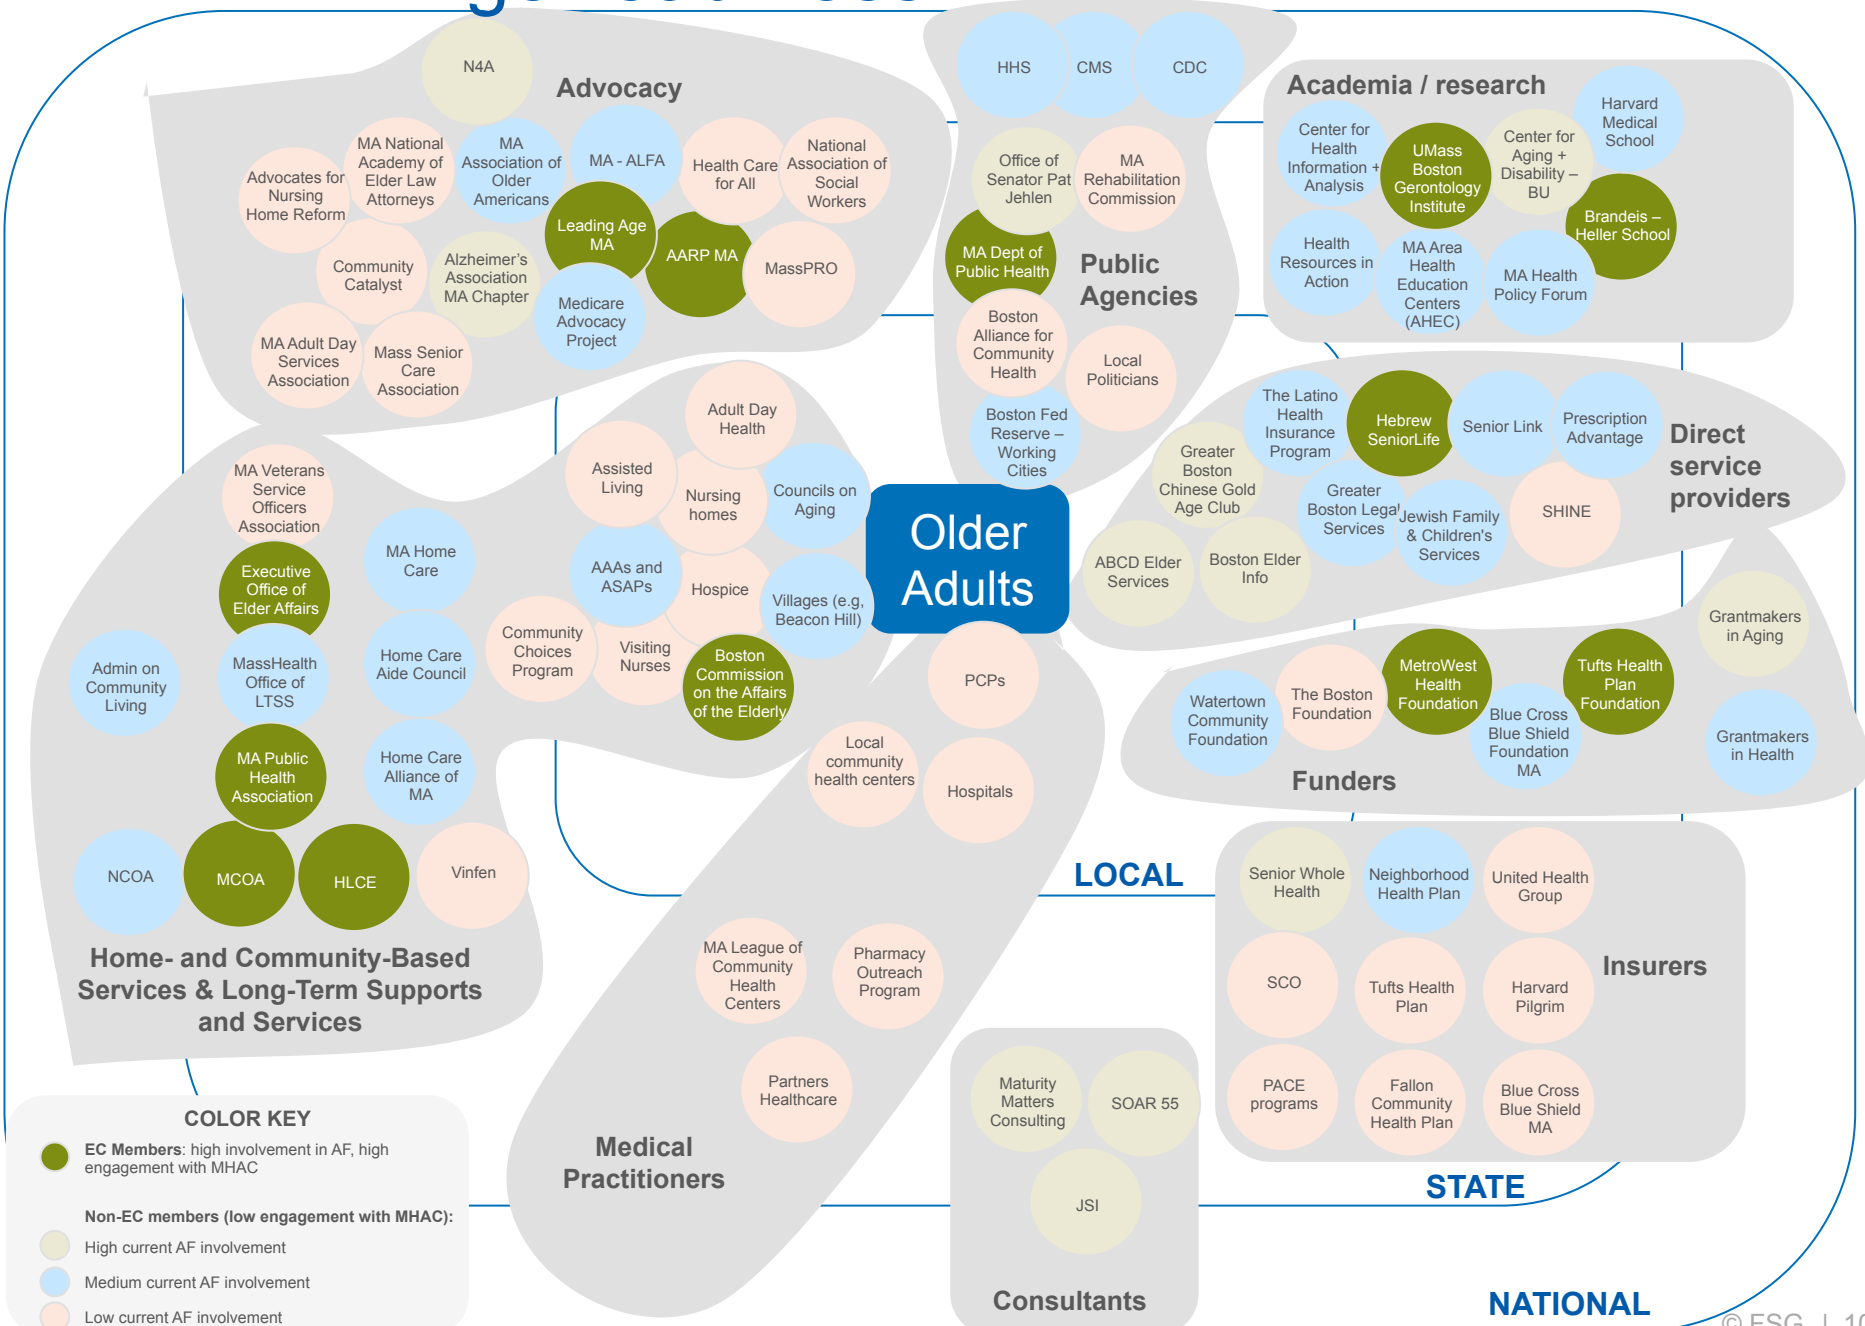 N4A
Advocacy
MA National
Academy of
Elder Law
Attorneys
MA
Association of
Older
Americans
MA - ALFA
Health Care
for All
National
Association of
Social
Workers
Advocates for
Nursing
Home Reform
Leading Age
MA
AARP MA
MassPRO
Community
Catalyst
Alzheimer's
Association
MA Chapter
Medicare
Advocacy
Project
MA Adult Day
Services
Association
Mass Senior
Care
Association
HHS
CMS
CDC
Office of
Senator Pat
Jehlen
MA
Rehabilitation
Commission
MA Dept of
Public Health
Public
Agencies
Boston
Alliance for
Community
Health
Local
Politicians
Boston Fed
Reserve –
Working
Cities
Academia / research
Center for
Health
Information +
Analysis
UMass
Boston
Gerontology
Institute
Center for
Aging +
Disability –
BU
Harvard
Medical
School
Brandeis –
Heller School
Health
Resources in
Action
MA Area
Health
Education
Centers
(AHEC)
MA Health
Policy Forum
The Latino
Health
Insurance
Program
Hebrew
SeniorLife
Senior Link
Prescription
Advantage
Direct
service
providers
Greater
Boston
Chinese Gold
Age Club
Greater
Boston Legal
Services
Jewish Family
& Children's
Services
SHINE
ABCD Elder
Services
Boston Elder
Info
Adult Day
Health
Assisted
Living
Nursing
homes
Councils on
Aging
AAAs and
ASAPs
Hospice
Villages (e.g,
Beacon Hill)
Community
Choices
Program
Visiting
Nurses
Boston
Commission
on the Affairs
of the Elderly
Older
Adults
MA Veterans
Service
Officers
Association
Executive
Office of
Elder Affairs
MA Home
Care
Admin on
Community
Living
MassHealth
Office of
LTSS
Home Care
Aide Council
MA Public
Health
Association
Home Care
Alliance of
MA
NCOA
MCOA
HLCE
Vinfen
Home- and Community-Based
Services & Long-Term Supports
and Services
Grantmakers
in Aging
Watertown
Community
Foundation
The Boston
Foundation
MetroWest
Health
Foundation
Blue Cross
Blue Shield
Foundation
MA
Tufts Health
Plan
Foundation
Grantmakers
in Health
Funders
PCPs
Local
community
health centers
Hospitals
MA League of
Community
Health
Centers
Pharmacy
Outreach
Program
Partners
Healthcare
Medical
Practitioners
LOCAL
Senior Whole
Health
Neighborhood
Health Plan
United Health
Group
SCO
Tufts Health
Plan
Harvard
Pilgrim
Insurers
PACE
programs
Fallon
Community
Health Plan
Blue Cross
Blue Shield
MA
STATE
Maturity
Matters
Consulting
SOAR 55
JSI
Consultants
NATIONAL
COLOR KEY
EC Members: high involvement in AF, high
engagement with MHAC
Non-EC members (low engagement with MHAC):
High current AF involvement
Medium current AF involvement
Low current AF involvement
© FSG | 10